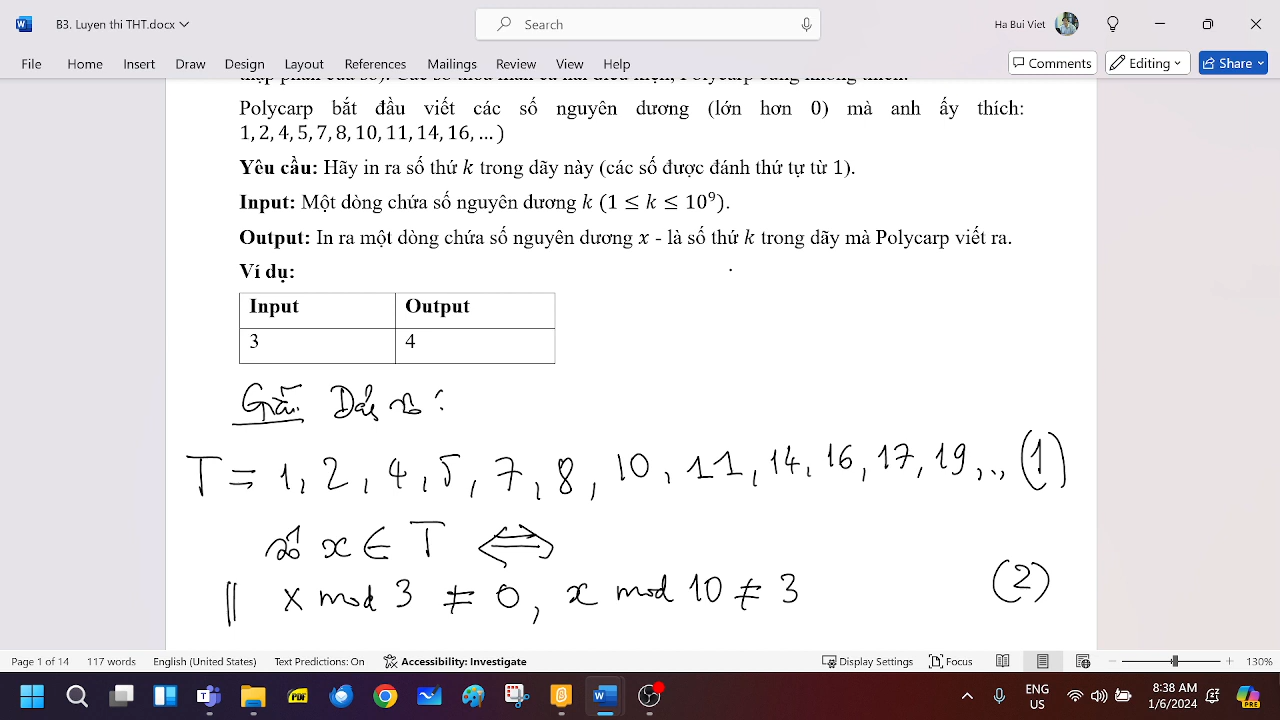 B3. Luyen thi THT.docx
Search
Ha Bui Viet
File Home Insert Draw Design Layout References Mailings Review View Help
Comments Editing Share
Polycarp bắt đầu viết các số nguyên dương (lớn hơn 0) mà anh ấy thích:
1, 2, 4, 5, 7, 8, 10, 11, 14, 16, … )
Yêu cầu: Hãy in ra số thứ k trong dãy này (các số được đánh thứ tự từ 1).
Input: Một dòng chứa số nguyên dương k (1 ≤ k ≤ 10⁹).
Output: In ra một dòng chứa số nguyên dương x - là số thứ k trong dãy mà Polycarp viết ra.
Ví dụ:
Input Output
3 4
T = 1, 2, 4, 5, 7, 8, 10, 11, 14, 16, 17, 19, .., (1)
số x ∈ T ⟺
|| x mod 3 ≠ 0, x mod 10 ≠ 3 (2)
Page 1 of 14 117 words English (United States) Text Predictions: On Accessibility: Investigate Display Settings Focus 130%
ENG
US
8:38 AM
1/6/2024